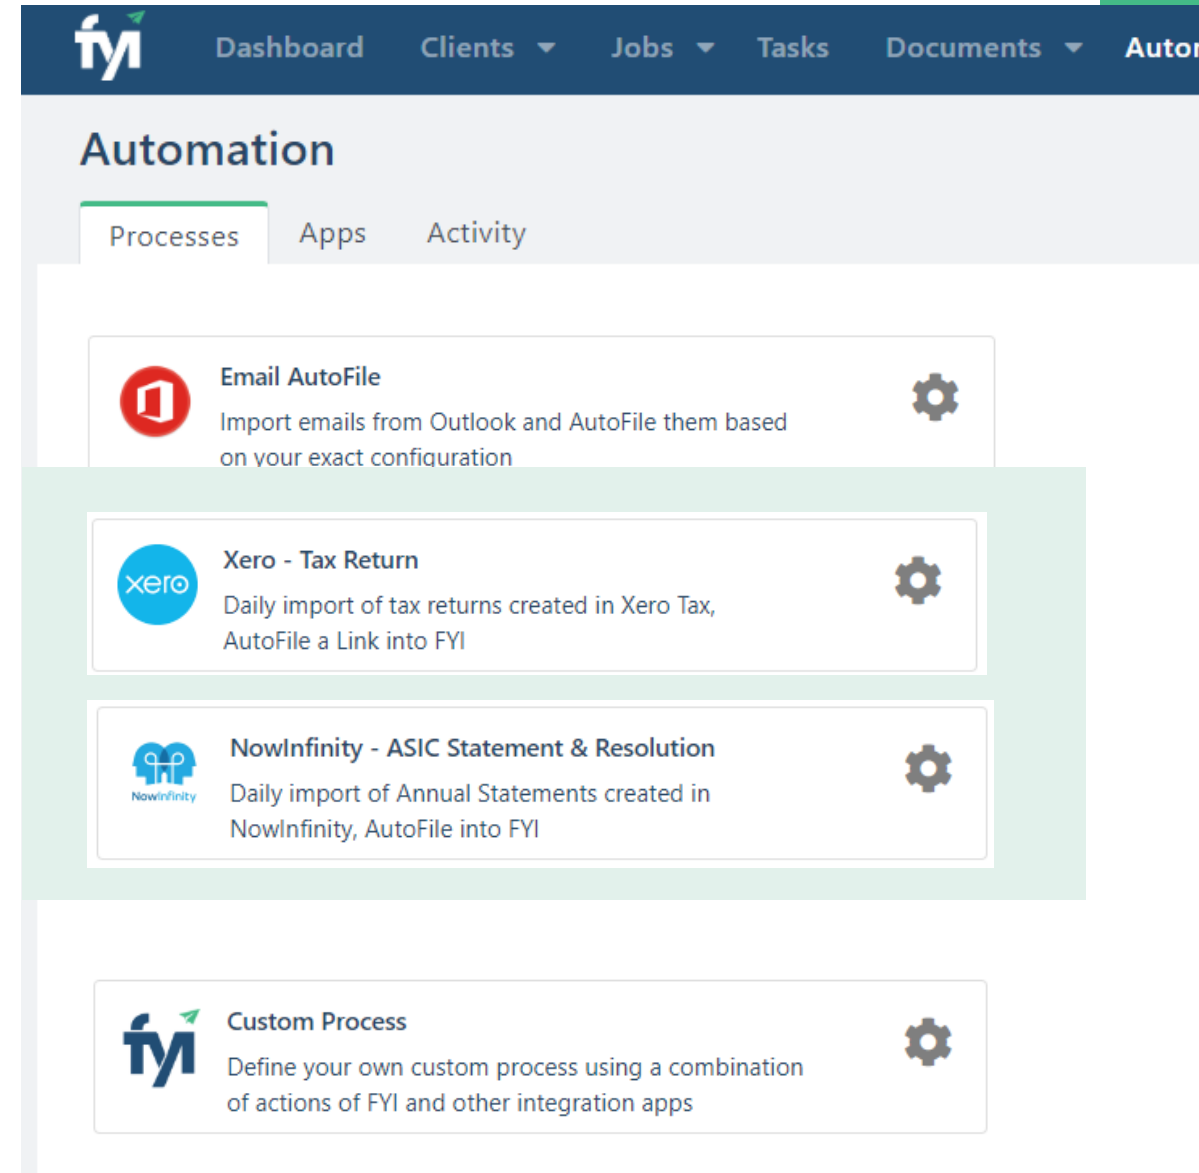 fyi Dashboard Clients Jobs Tasks Documents
Automation
Processes Apps Activity
Email AutoFile
Import emails from Outlook and AutoFile them based
on your exact configuration
xero
Xero - Tax Return
Daily import of tax returns created in Xero Tax,
AutoFile a Link into FYI
NowInfinity
NowInfinity - ASIC Statement & Resolution
Daily import of Annual Statements created in
NowInfinity, AutoFile into FYI
fyi
Custom Process
Define your own custom process using a combination
of actions of FYI and other integration apps